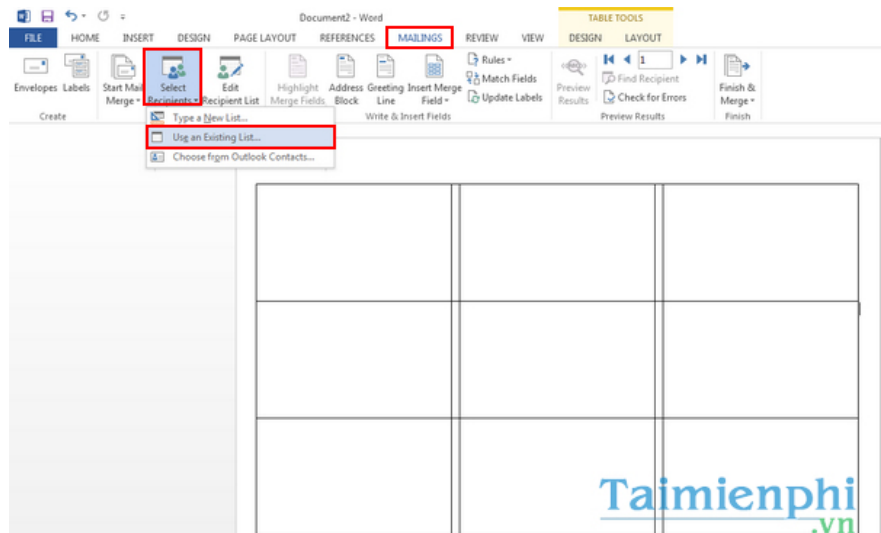 Document2 - Word
TABLE TOOLS
FILE HOME INSERT DESIGN PAGE LAYOUT REFERENCES MAILINGS REVIEW VIEW DESIGN LAYOUT
Envelopes Labels Start Mail Merge Select Recipients Edit Recipient List Highlight Merge Fields Address Block Greeting Line Insert Merge Field Rules Match Fields Update Labels Preview Results 1 Find Recipient Check for Errors Finish & Merge
Create Write & Insert Fields Preview Results Finish
Type a New List...
Use an Existing List...
Choose from Outlook Contacts...
Taimienphi
.vn